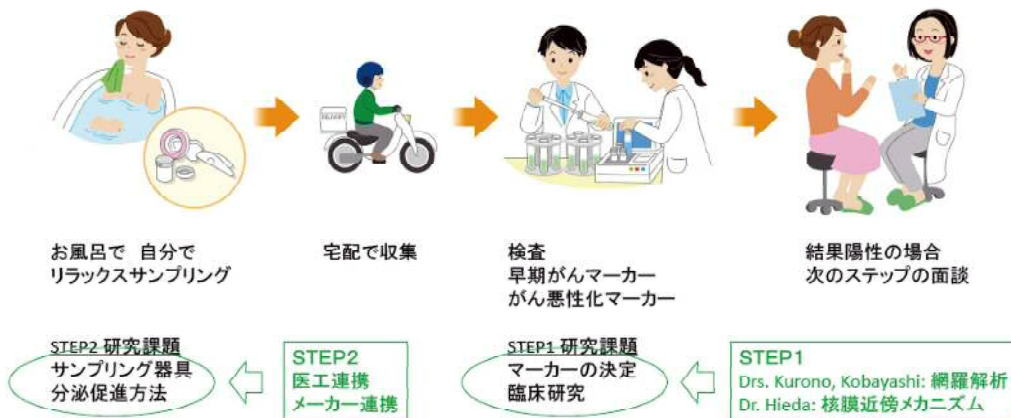 DELIVERY
お風呂で 自分で
リラックスサンプリング
宅配で収集
検査
早期がんマーカー
がん悪性化マーカー
結果陽性の場合
次のステップの面談
STEP2 研究課題
サンプリング器具
分泌促進方法
STEP2
医工連携
メーカー連携
STEP1 研究課題
マーカーの決定
臨床研究
STEP1
Drs. Kurono, Kobayashi: 網羅解析
Dr. Hieda: 核膜近傍メカニズム